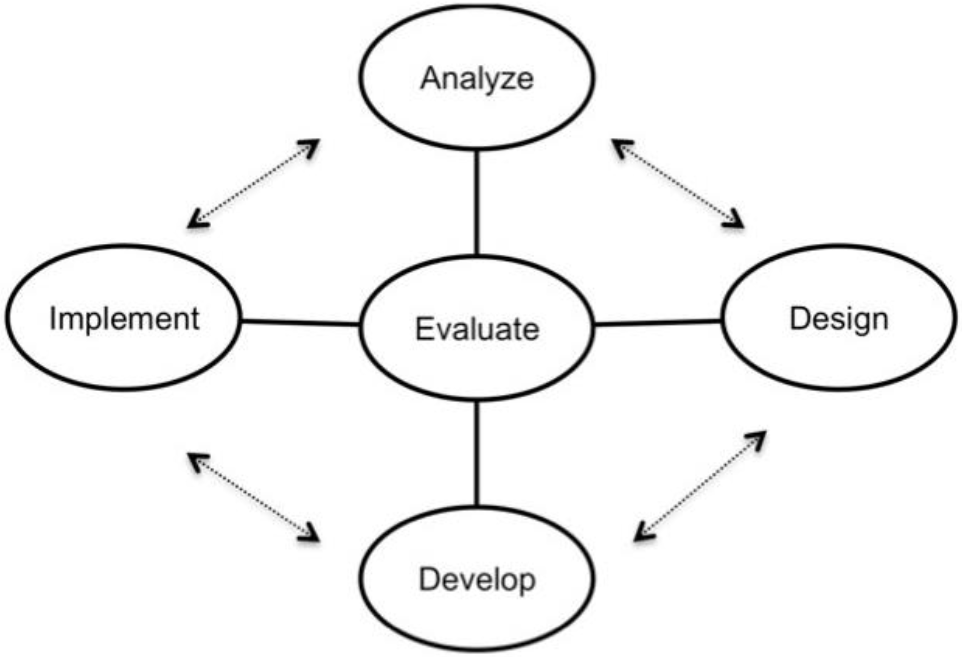 Analyze
Implement
Evaluate
Design
Develop